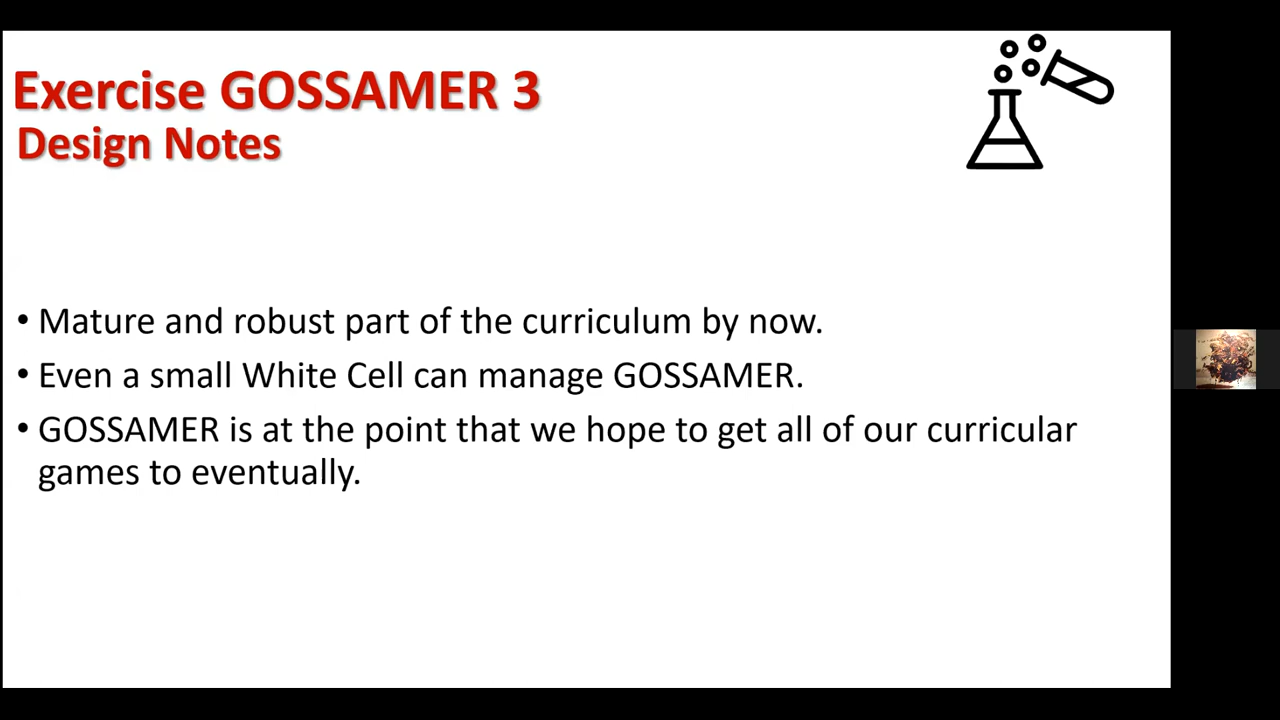 Exercise GOSSAMER 3
Design Notes
• Mature and robust part of the curriculum by now.
• Even a small White Cell can manage GOSSAMER.
• GOSSAMER is at the point that we hope to get all of our curricular
games to eventually.